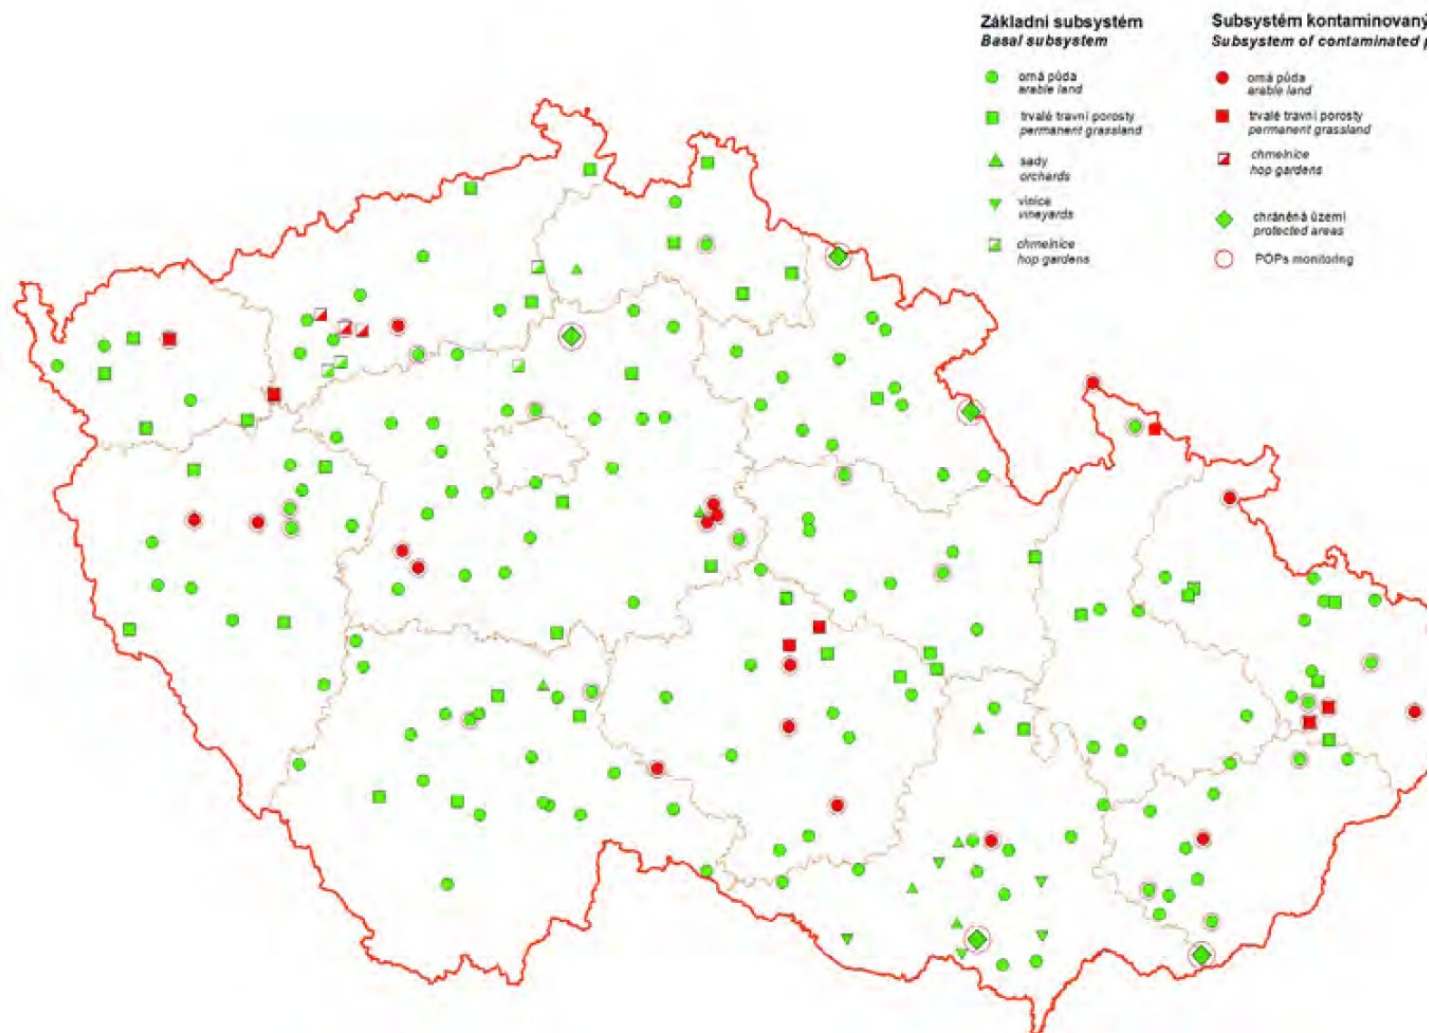 Základní subsystém
Basal subsystem
orná půda
arable land
trvalé travní porosty
permanent grassland
sady
orchards
vinice
vineyards
chmelnice
hop gardens
Subsystém kontaminovaný
Subsystem of contaminated
orná půda
arable land
trvalé travní porosty
permanent grassland
chmelnice
hop gardens
chráněná území
protected areas
POPs monitoring